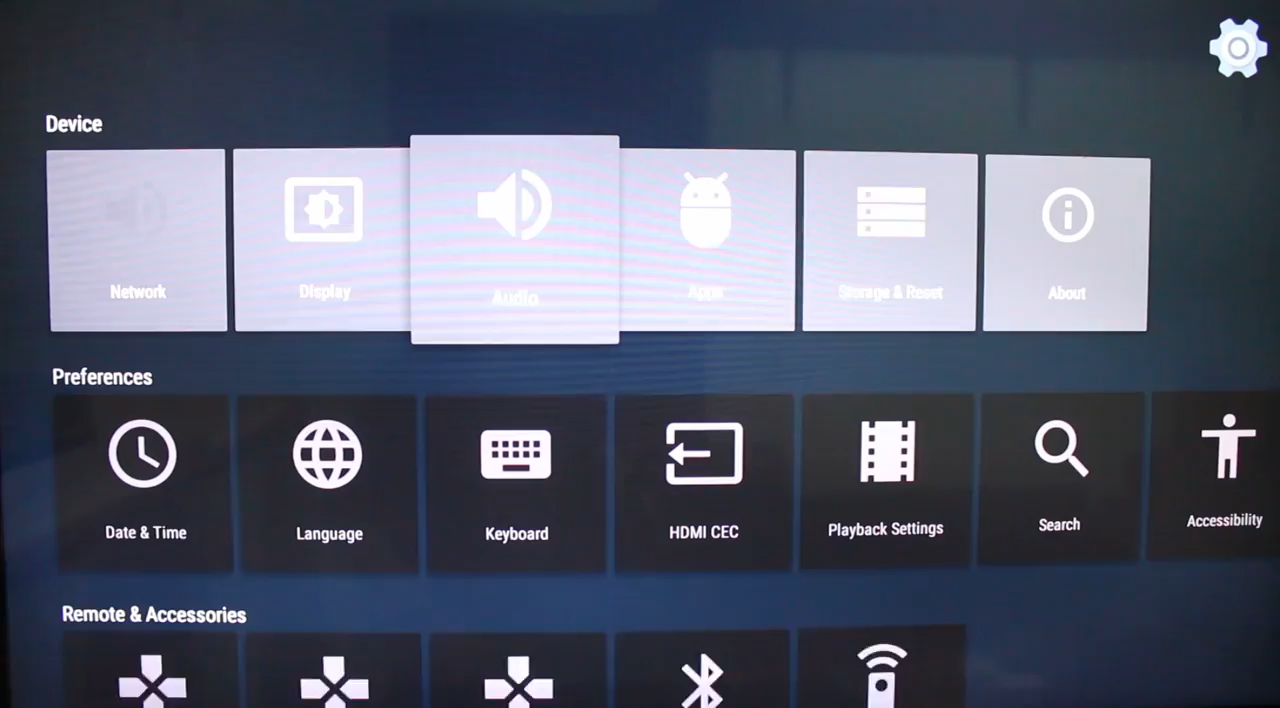 Device
Network
Display
Audio
Apps
Storage & Reset
About
Preferences
Date & Time
Language
Keyboard
HDMI CEC
Playback Settings
Search
Accessibility
Remote & Accessories